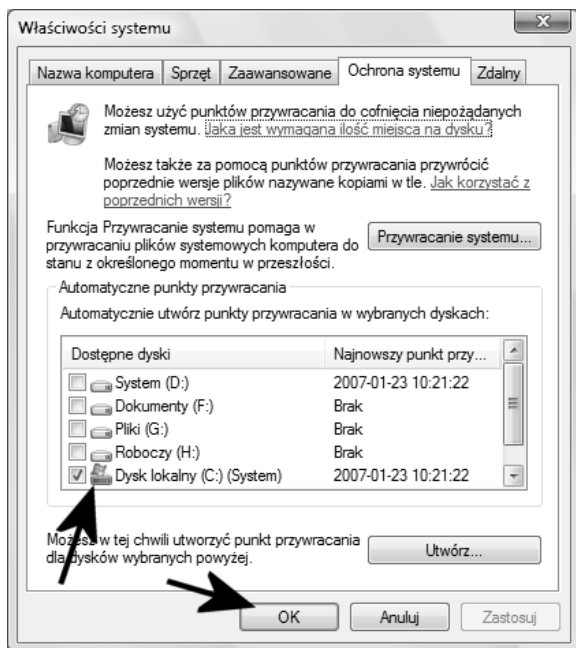 Właściwości systemu
Nazwa komputera Sprzęt Zaawansowane Ochrona systemu Zdalny
Możesz użyć punktów przywracania do cofnięcia niepożądanych
zmian systemu. Jaka jest wymagana ilość miejsca na dysku?
Możesz także za pomocą punktów przywracania przywrócić
poprzednie wersje plików nazywane kopiami w tle. Jak korzystać z
poprzednich wersji?
Funkcja Przywracanie systemu pomaga w
przywracaniu plików systemowych komputera do
stanu z określonego momentu w przeszłości.
Przywracanie systemu...
Automatyczne punkty przywracania
Automatycznie utwórz punkty przywracania w wybranych dyskach:
Dostępne dyski Najnowszy punkt przy...
System (D:) 2007-01-23 10:21:22
Dokumenty (F:) Brak
Pliki (G:) Brak
Roboczy (H:) Brak
Dysk lokalny (C:) (System) 2007-01-23 10:21:22
Możesz w tej chwili utworzyć punkt przywracania
dla dysków wybranych powyżej.
Utwórz...
OK Anuluj Zastosuj